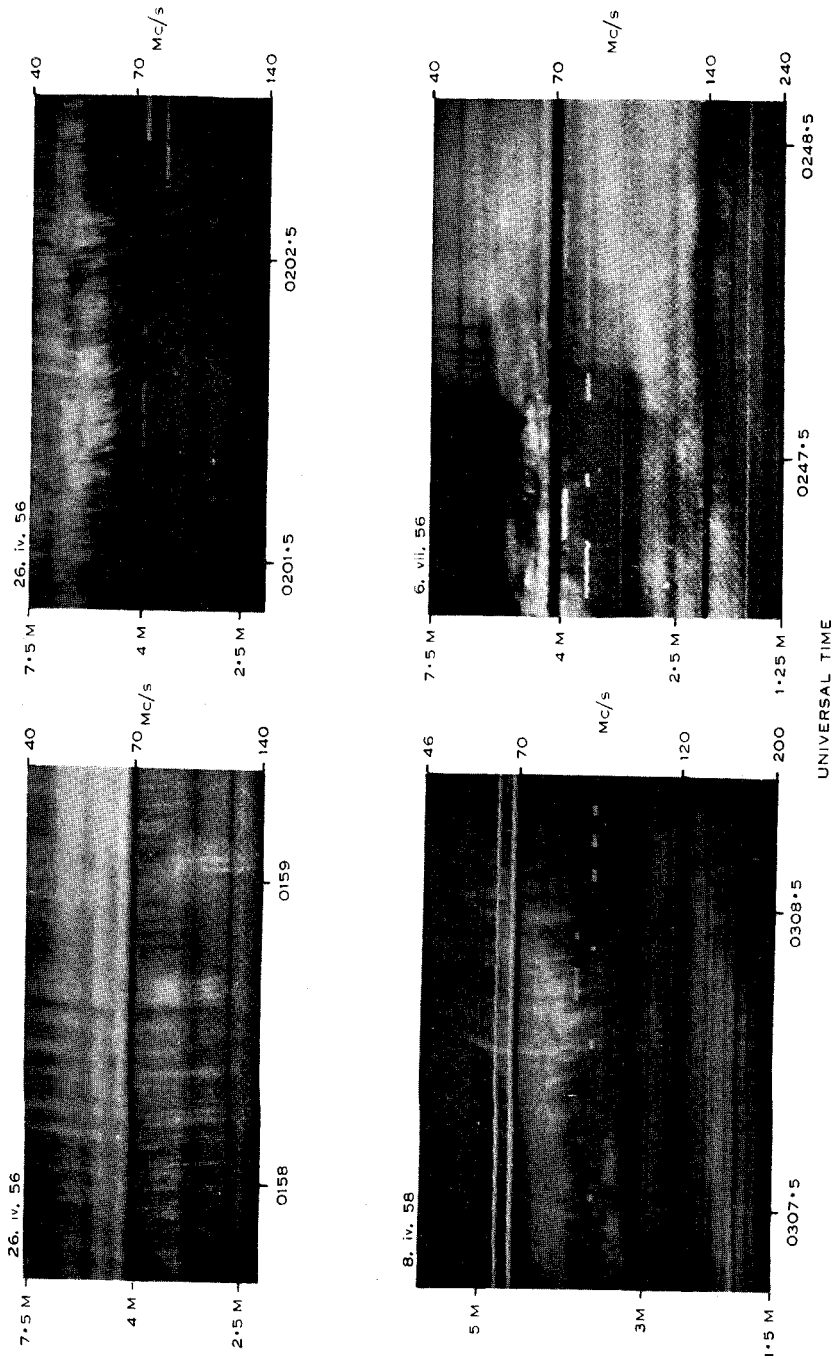 26. iv. 56
7·5 M
4 M
2·5 M
40
70
Mc/s
140
0158
0159
26. iv. 56
7·5 M
4 M
2·5 M
40
70
Mc/s
140
0201·5
0202·5
8. iv. 58
5 M
3M
1·5 M
46
70
Mc/s
120
200
0307·5
0308·5
6. vii. 56
7·5 M
4 M
2·5 M
1·25 M
40
70
Mc/s
140
240
0247·5
0248·5
UNIVERSAL TIME